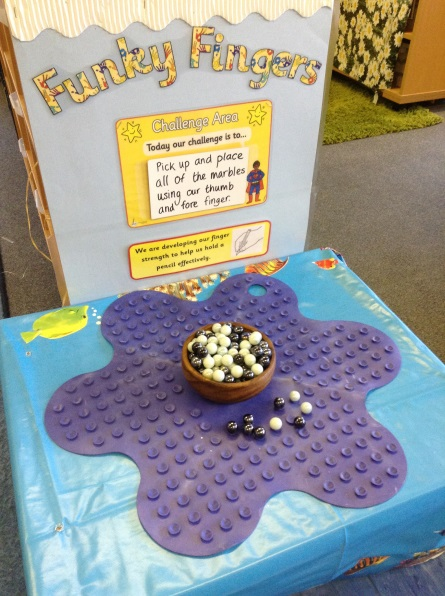 Funky Fingers
Challenge Area
Today our challenge is to...
Pick up and place
all of the marbles
using our thumb
and fore finger.
We are developing our finger
strength to help us hold a
pencil effectively.